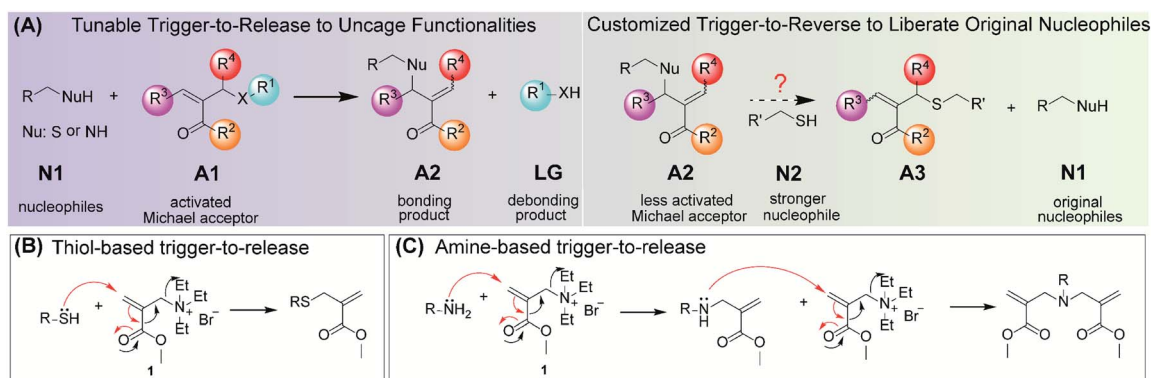 (A) Tunable Trigger-to-Release to Uncage Functionalities
Customized Trigger-to-Reverse to Liberate Original Nucleophiles
R NuH + R³ R⁴ X R¹ O R² R Nu R⁴ R³ O R² + R¹ XH
Nu: S or NH
N1 A1 A2 LG
nucleophiles
activated
Michael acceptor
bonding
product
debonding
product
R Nu R⁴ R³ O R² ? R' SH R³ R⁴ S R' O R² + R NuH
A2 N2 A3 N1
less activated
Michael acceptor
stronger
nucleophile
original
nucleophiles
(B) Thiol-based trigger-to-release
R-SH + Et Et N⁺ Et Br⁻ O O RS O O
1
(C) Amine-based trigger-to-release
R-NH₂ + Et Et N⁺ Et Br⁻ O O R-N H O O + Et Et N⁺ Et Br⁻ O O R N O O O O
1